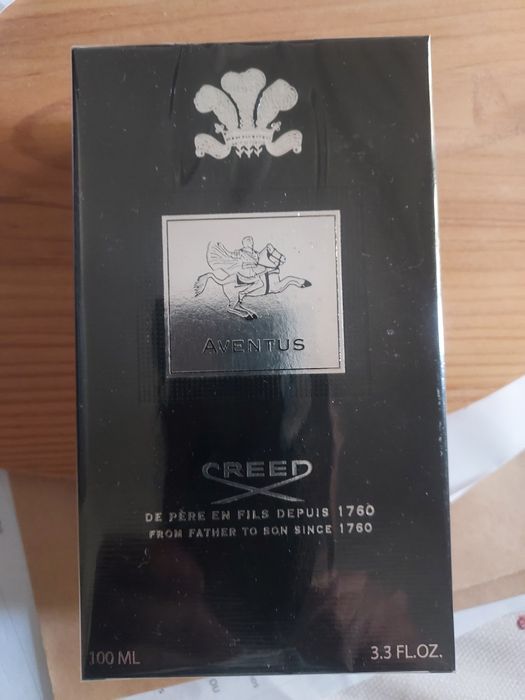 AVENTUS
CREED
DE PÈRE EN FILS DEPUIS 1760
FROM FATHER TO SON SINCE 1760
100 ML
3.3 FL.OZ.